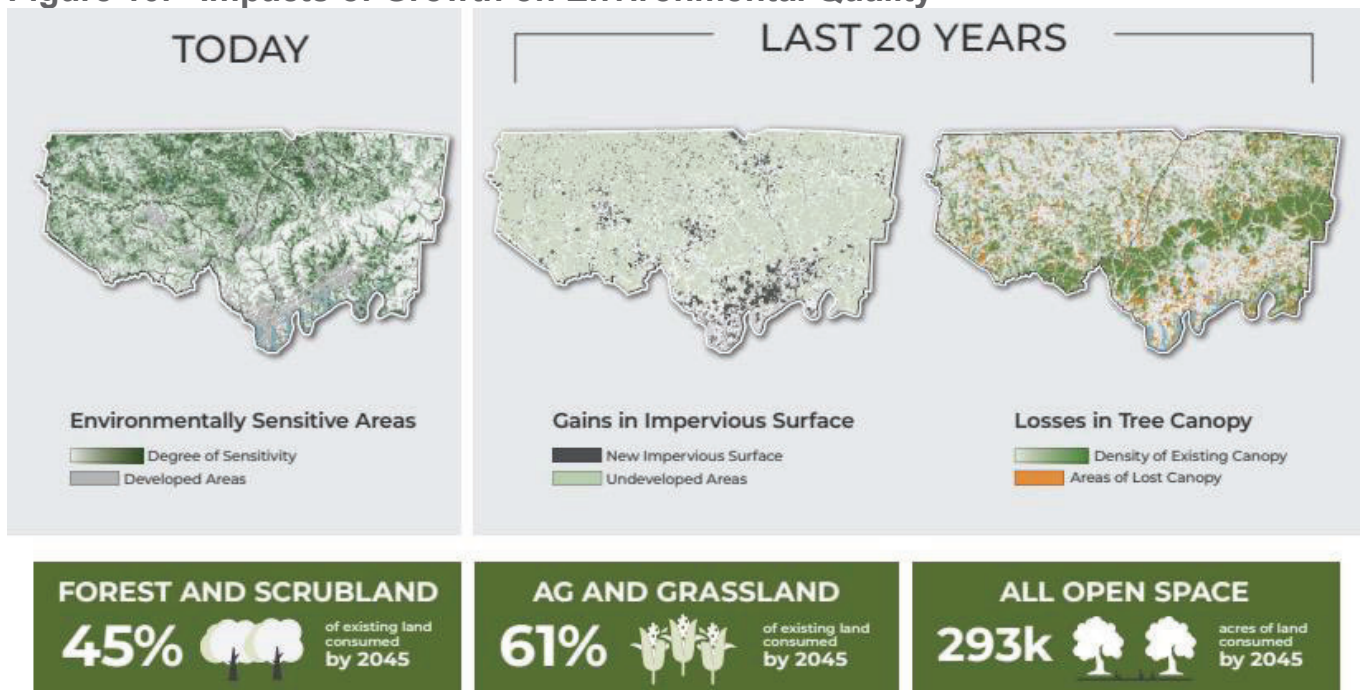 TODAY
LAST 20 YEARS
Environmentally Sensitive Areas
Degree of Sensitivity
Developed Areas
Gains in Impervious Surface
New Impervious Surface
Undeveloped Areas
Losses in Tree Canopy
Density of Existing Canopy
Areas of Lost Canopy
FOREST AND SCRUBLAND
45%
of existing land
consumed
by 2045
AG AND GRASSLAND
61%
of existing land
consumed
by 2045
ALL OPEN SPACE
293k
acres of land
consumed
by 2045